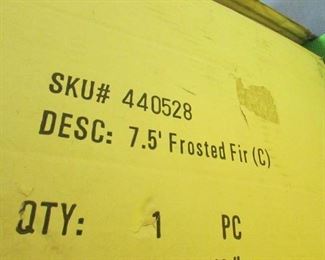 SKU# 440528
DESC: 7.5' Frosted Fir (C)
QTY: 1 PC